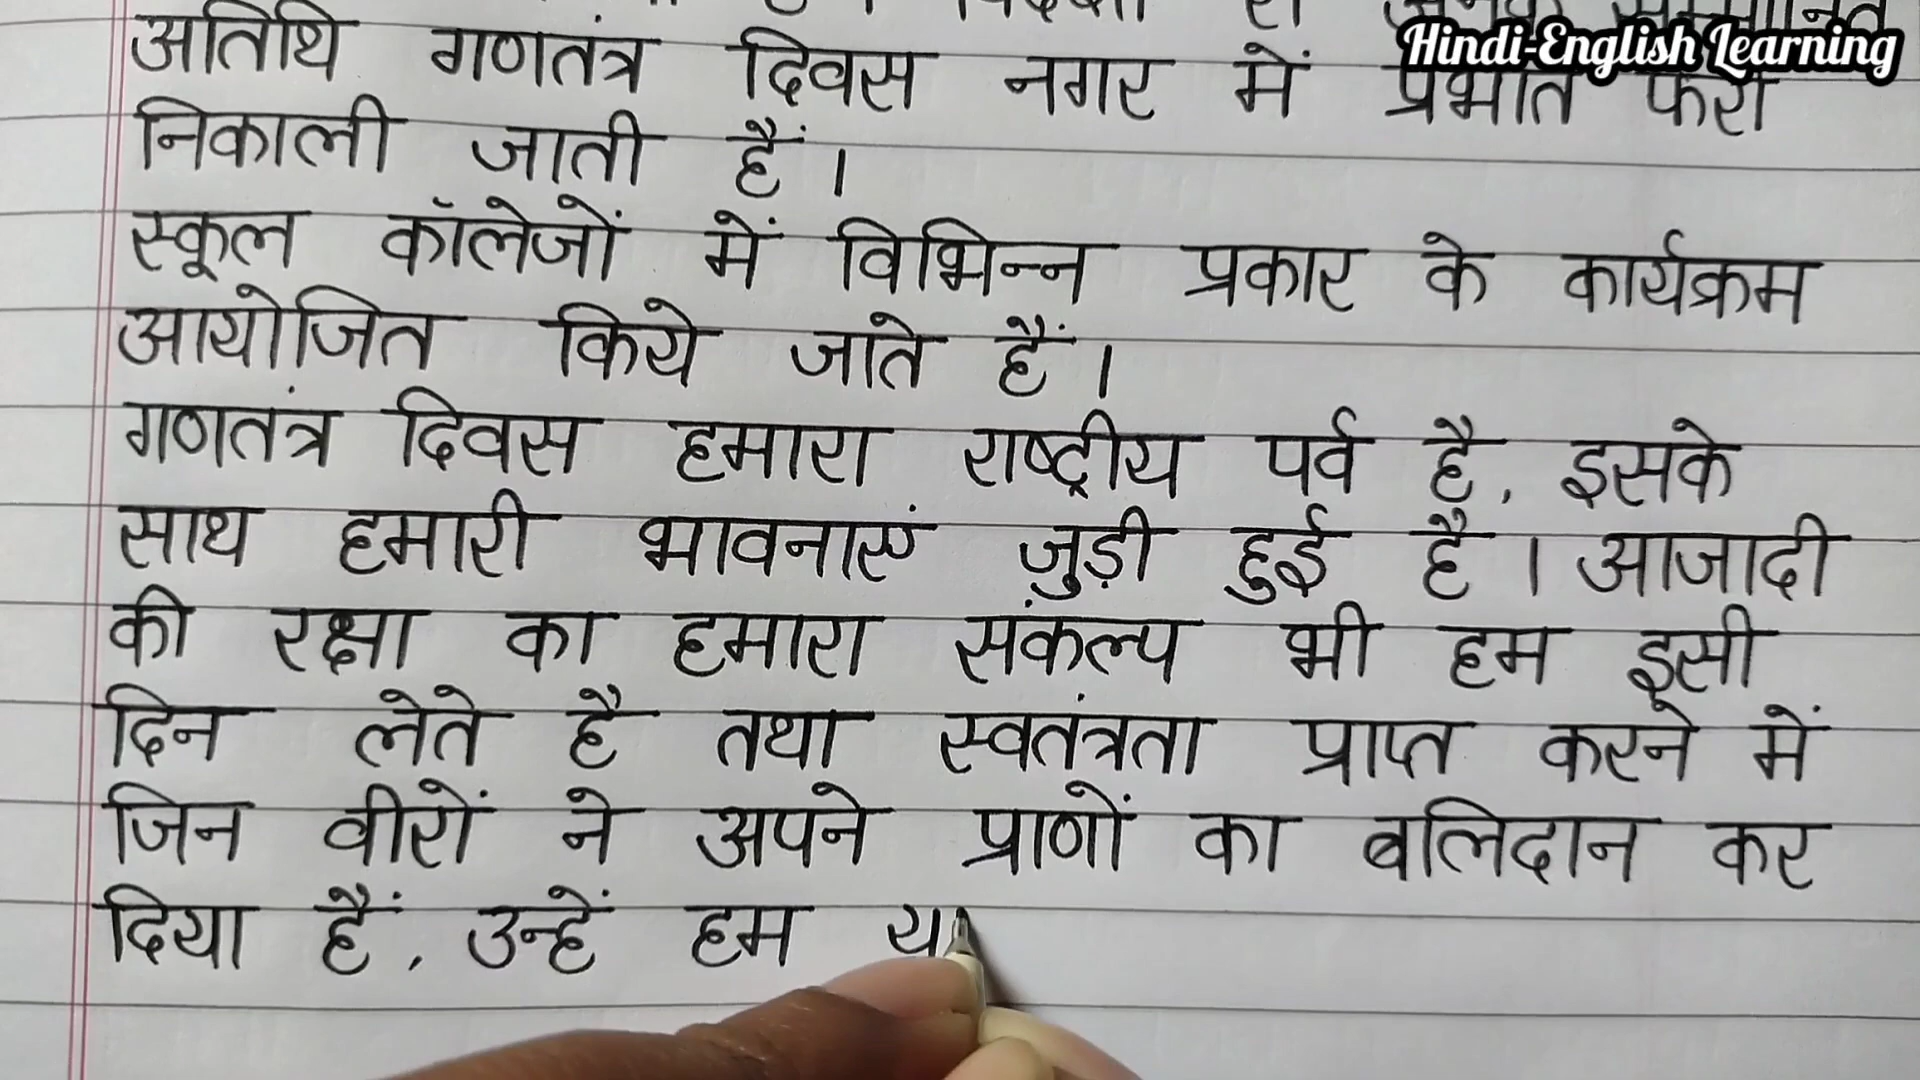 Hindi-English Learning
अतिथि गणतंत्र दिवस नगर में प्रभात फेरी
निकाली जाती हैं।
स्कूल कॉलेजों में विभिन्न प्रकार के कार्यक्रम
आयोजित किये जाते हैं।
गणतंत्र दिवस हमारा राष्ट्रीय पर्व है, इसके
साथ हमारी भावनाएं जुड़ी हुई है। आजादी
की रक्षा का हमारा संकल्प भी हम इसी
दिन लेते है तथा स्वतंत्रता प्राप्त करने में
जिन वीरों ने अपने प्राणों का बलिदान कर
दिया हैं, उन्हें हम या